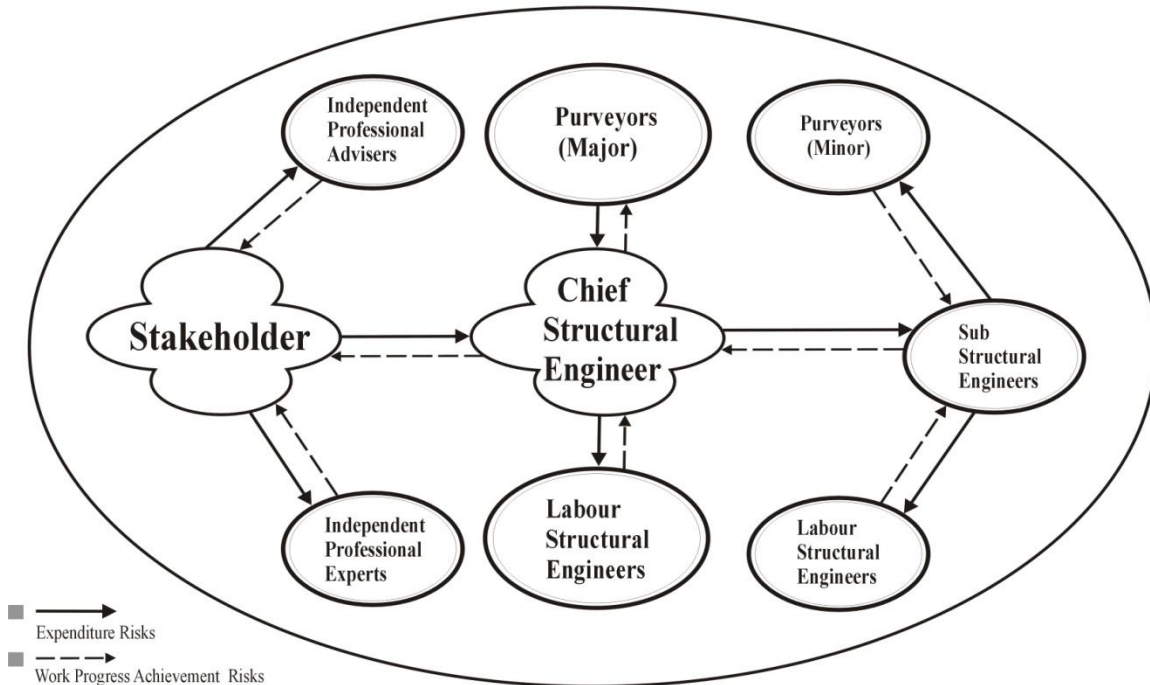 Independent
Professional
Advisers
Purveyors
(Major)
Purveyors
(Minor)
Stakeholder
Chief
Structural
Engineer
Sub
Structural
Engineers
Independent
Professional
Experts
Labour
Structural
Engineers
Labour
Structural
Engineers
Expenditure Risks
Work Progress Achievement Risks